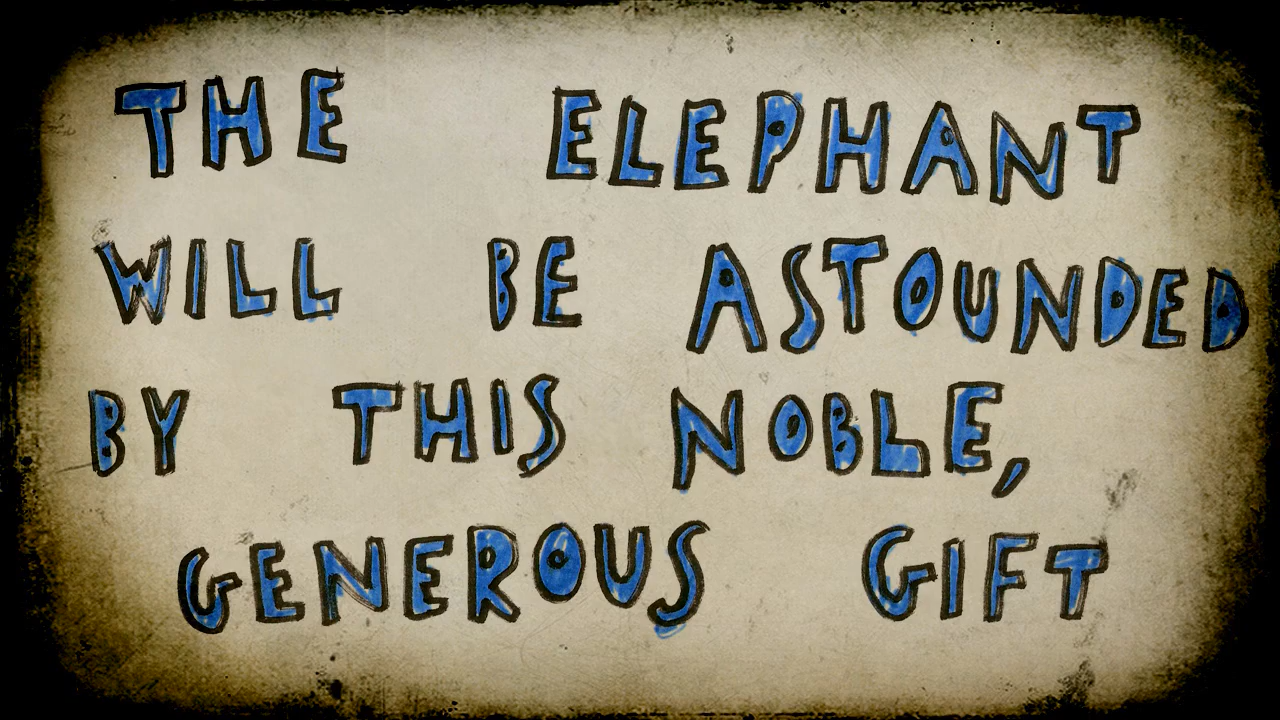 THE ELEPHANT
WILL BE ASTOUNDED
BY THIS NOBLE,
GENEROUS GIFT